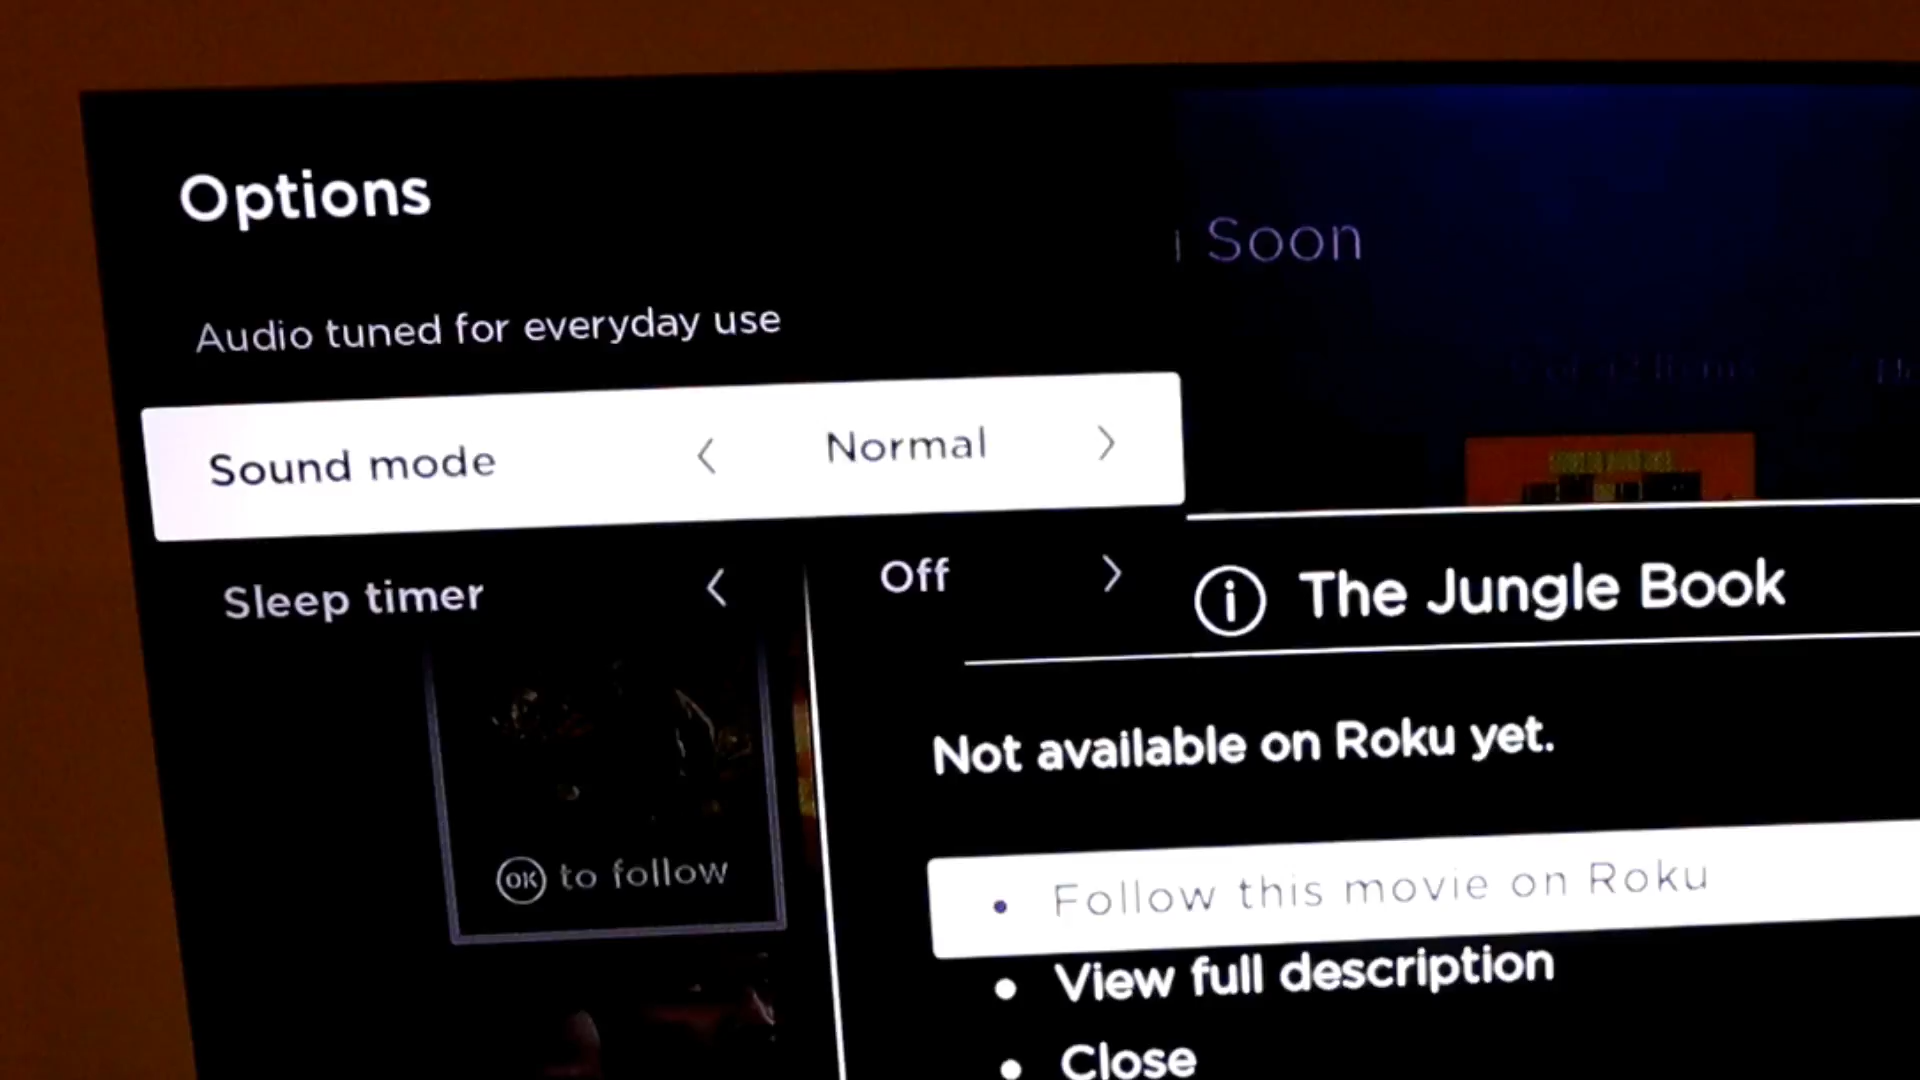 Options
Soon
Audio tuned for everyday use
Sound mode < Normal >
Sleep timer < Off >
The Jungle Book
Not available on Roku yet.
OK to follow
• Follow this movie on Roku
• View full description
• Close